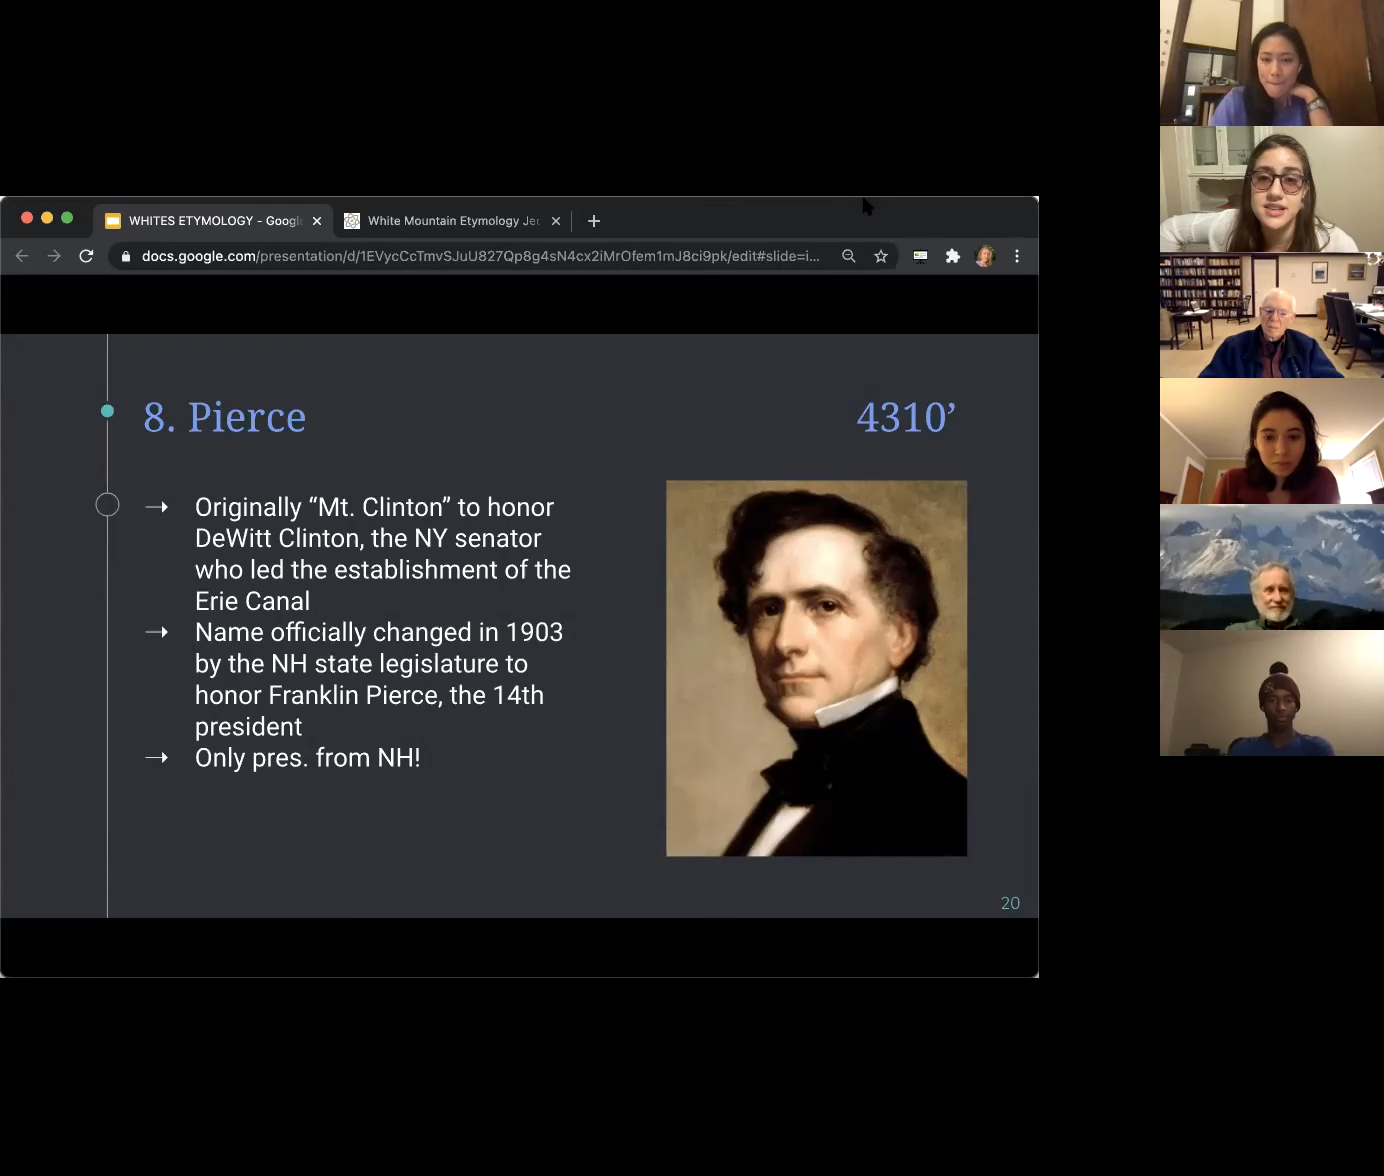 WHITES ETYMOLOGY - Googl
White Mountain Etymology Jeo
docs.google.com/presentation/d/1EVycCcTmvSJuU827Qp8g4sN4cx2iMrOfem1mJ8ci9pk/edit#slide=i...
8. Pierce
4310’
Originally “Mt. Clinton” to honor
DeWitt Clinton, the NY senator
who led the establishment of the
Erie Canal
Name officially changed in 1903
by the NH state legislature to
honor Franklin Pierce, the 14th
president
Only pres. from NH!
20